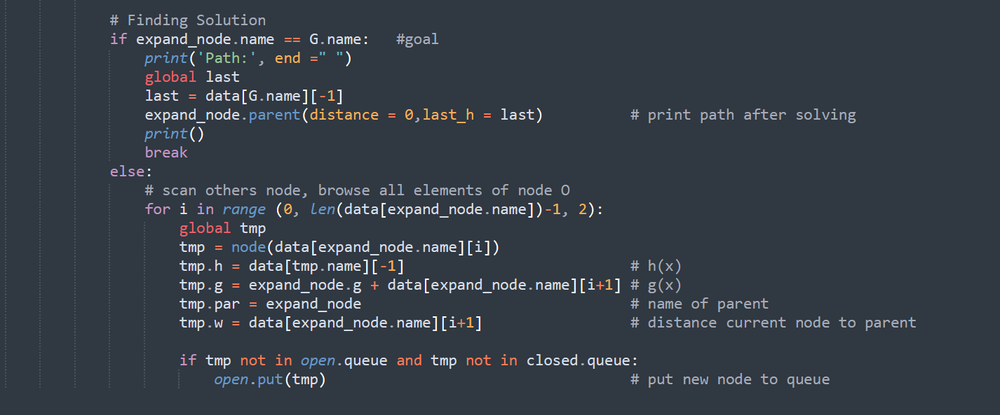 # Finding Solution
if expand_node.name == G.name:   #goal
print('Path:', end =" ")
global last
last = data[G.name][-1]
expand_node.parent(distance = 0,last_h = last)          # print path after solving
print()
break
else:
# scan others node, browse all elements of node O
for i in range (0, len(data[expand_node.name])-1, 2):
global tmp
tmp = node(data[expand_node.name][i])
tmp.h = data[tmp.name][-1]                          # h(x)
tmp.g = expand_node.g + data[expand_node.name][i+1] # g(x)
tmp.par = expand_node                               # name of parent
tmp.w = data[expand_node.name][i+1]                 # distance current node to parent
if tmp not in open.queue and tmp not in closed.queue:
open.put(tmp)                                   # put new node to queue